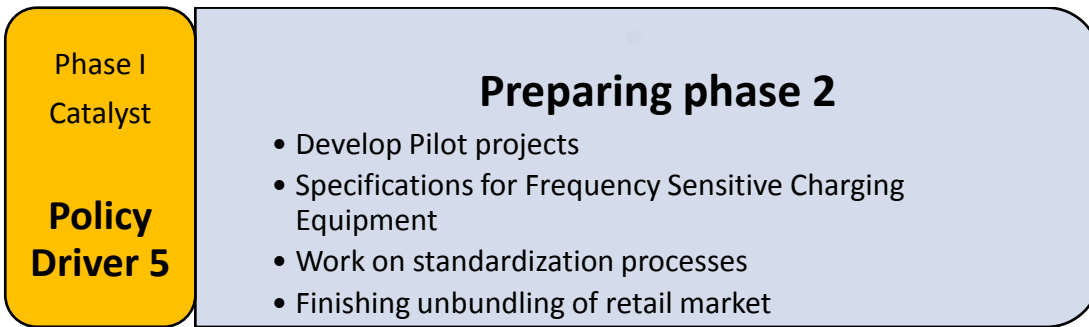 Phase I
Catalyst
Policy
Driver 5
Preparing phase 2
• Develop Pilot projects
• Specifications for Frequency Sensitive Charging
Equipment
• Work on standardization processes
• Finishing unbundling of retail market